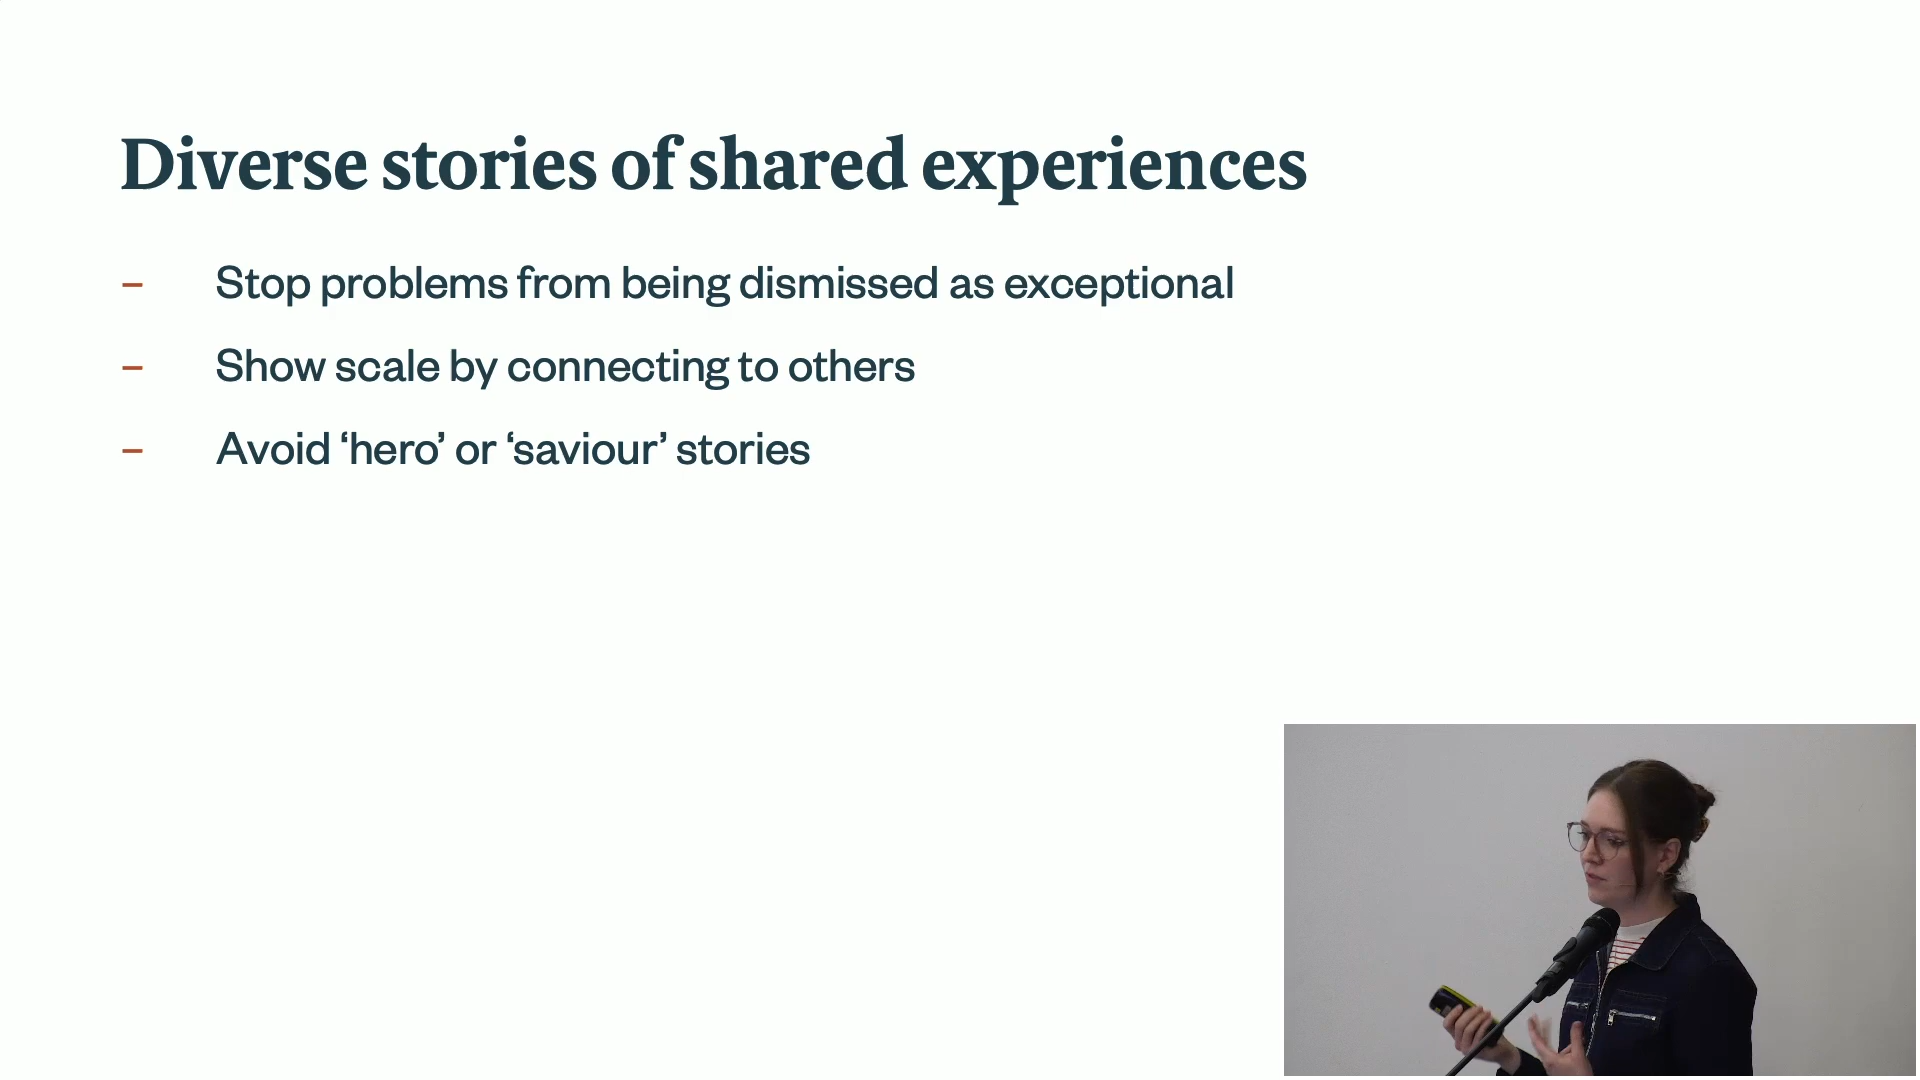 Diverse stories of shared experiences
– Stop problems from being dismissed as exceptional
– Show scale by connecting to others
– Avoid ‘hero’ or ‘saviour’ stories